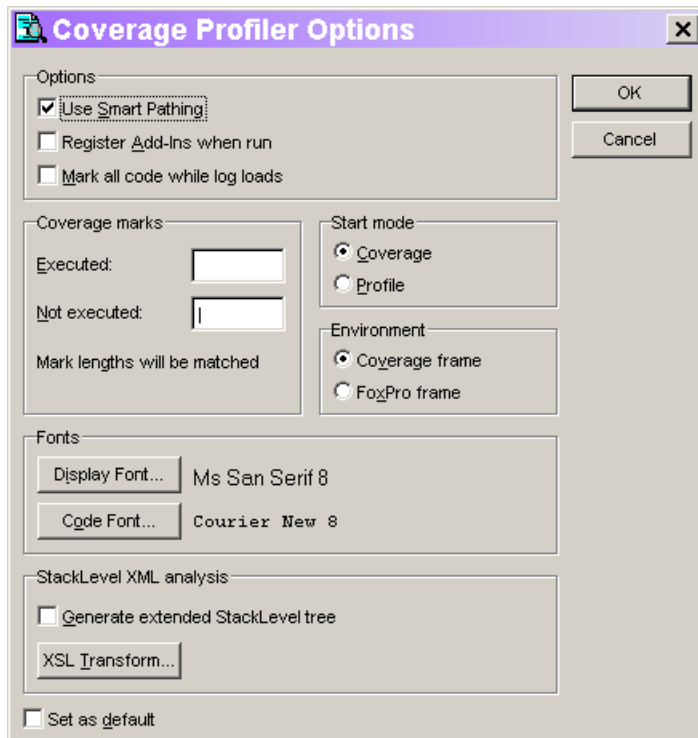 Coverage Profiler Options
Options
Use Smart Pathing
Register Add-Ins when run
Mark all code while log loads
OK
Cancel
Coverage marks
Executed:
Not executed:
|
Mark lengths will be matched
Start mode
Coverage
Profile
Environment
Coverage frame
FoxPro frame
Fonts
Display Font... Ms San Serif 8
Code Font... Courier New 8
StackLevel XML analysis
Generate extended StackLevel tree
XSL Transform...
Set as default